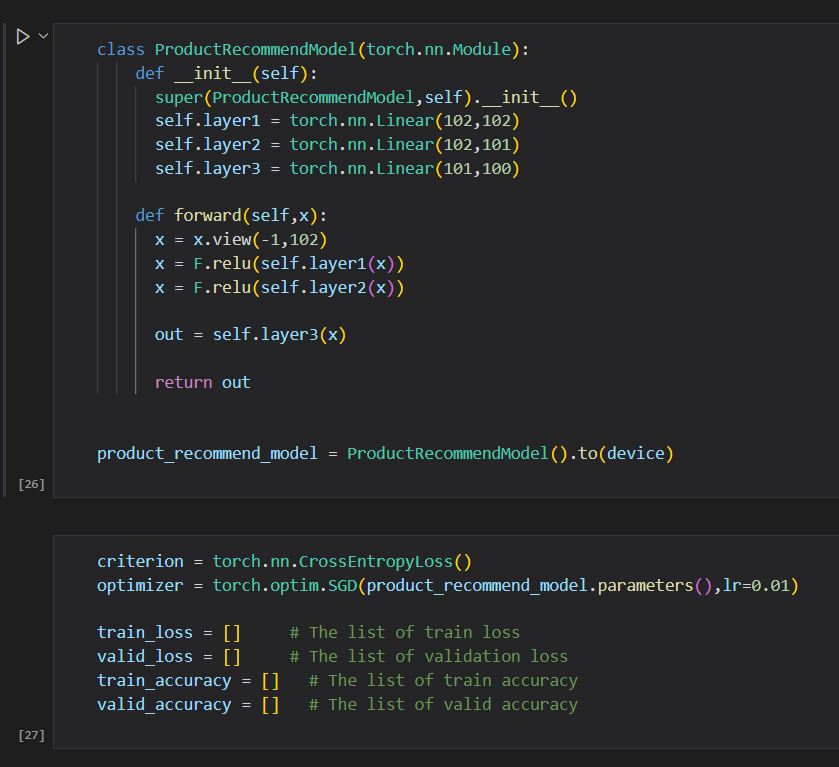 class ProductRecommendModel(torch.nn.Module):
def __init__(self):
super(ProductRecommendModel,self).__init__()
self.layer1 = torch.nn.Linear(102,102)
self.layer2 = torch.nn.Linear(102,101)
self.layer3 = torch.nn.Linear(101,100)
def forward(self,x):
x = x.view(-1,102)
x = F.relu(self.layer1(x))
x = F.relu(self.layer2(x))
out = self.layer3(x)
return out
product_recommend_model = ProductRecommendModel().to(device)
[26]
criterion = torch.nn.CrossEntropyLoss()
optimizer = torch.optim.SGD(product_recommend_model.parameters(),lr=0.01)
train_loss = []     # The list of train loss
valid_loss = []     # The list of validation loss
train_accuracy = []   # The list of train accuracy
valid_accuracy = []   # The list of valid accuracy
[27]